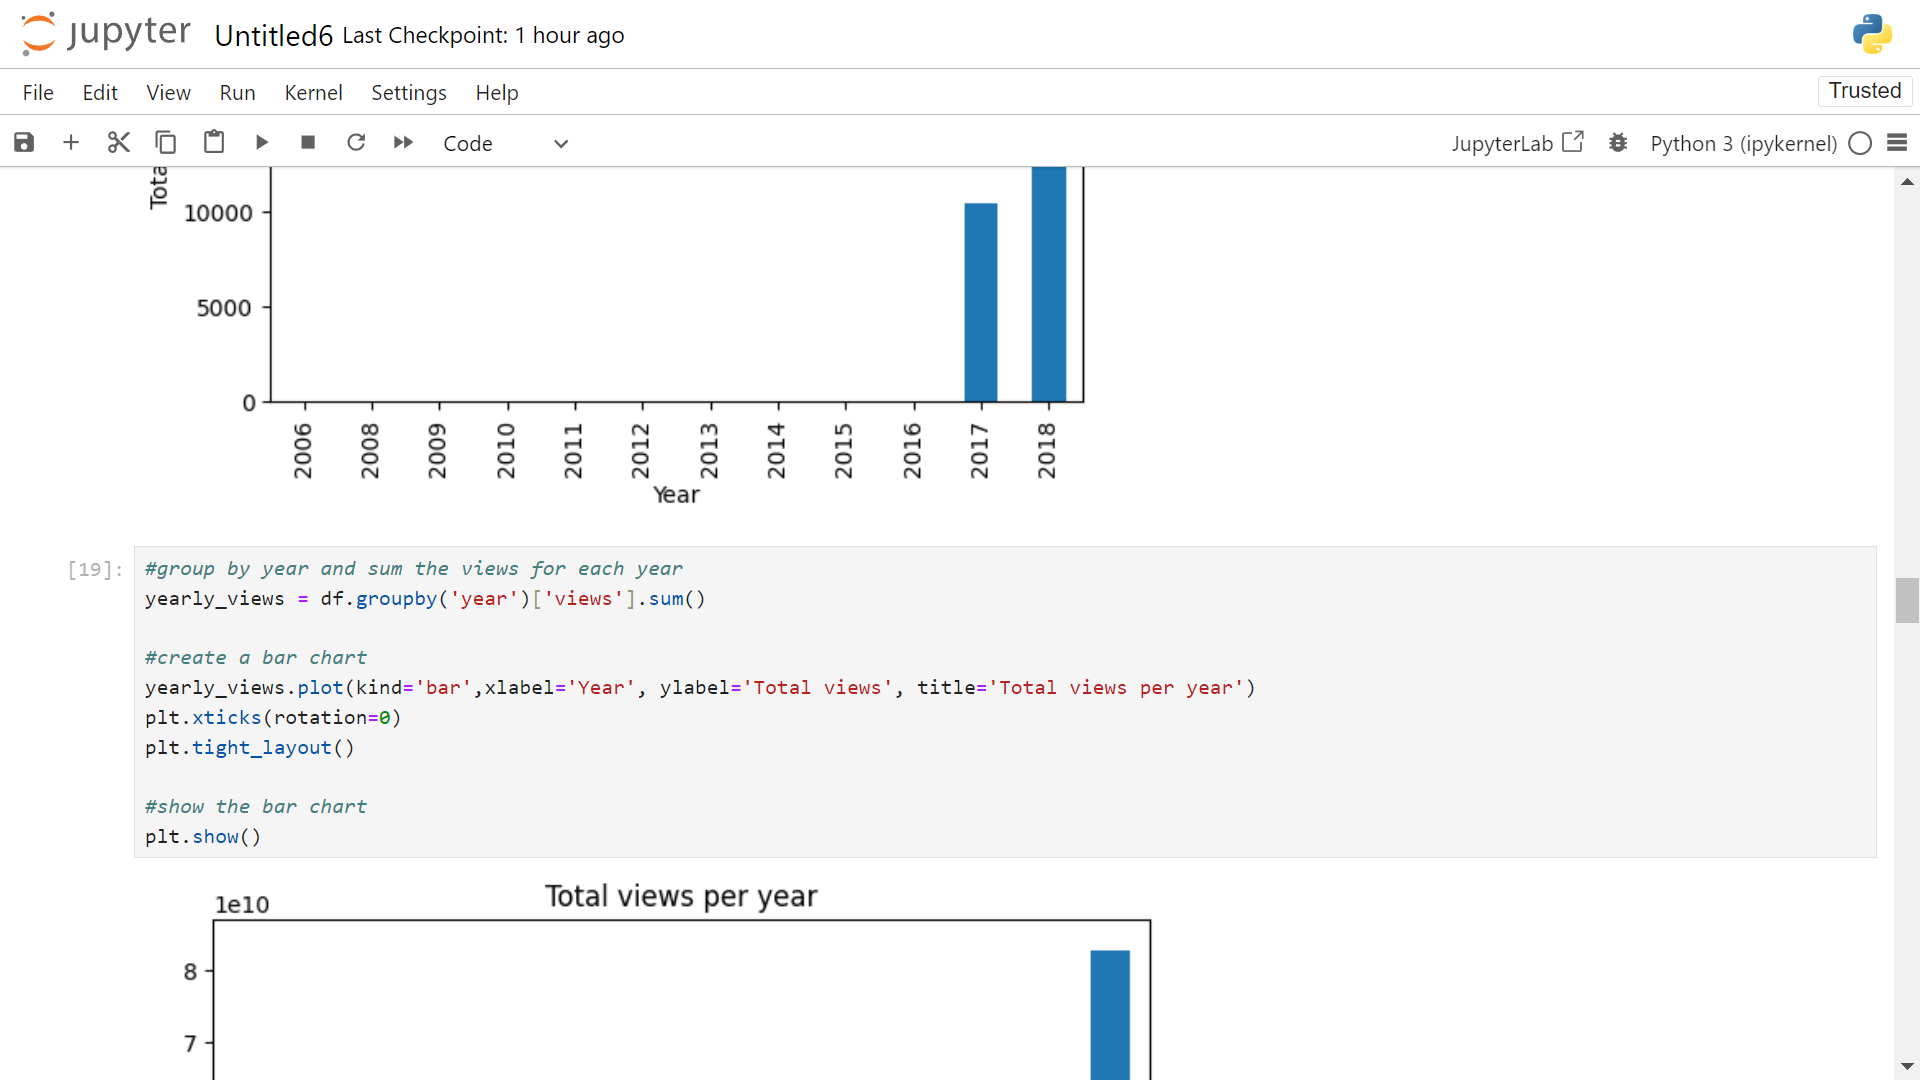 jupyter Untitled6 Last Checkpoint: 1 hour ago
File Edit View Run Kernel Settings Help Trusted
Code JupyterLab Python 3 (ipykernel)
10000
5000
0
2006 2008 2009 2010 2011 2012 2013 2014 2015 2016 2017 2018
Year
[19]:
#group by year and sum the views for each year
yearly_views = df.groupby('year')['views'].sum()
#create a bar chart
yearly_views.plot(kind='bar',xlabel='Year', ylabel='Total views', title='Total views per year')
plt.xticks(rotation=0)
plt.tight_layout()
#show the bar chart
plt.show()
Total views per year
1e10
8
7